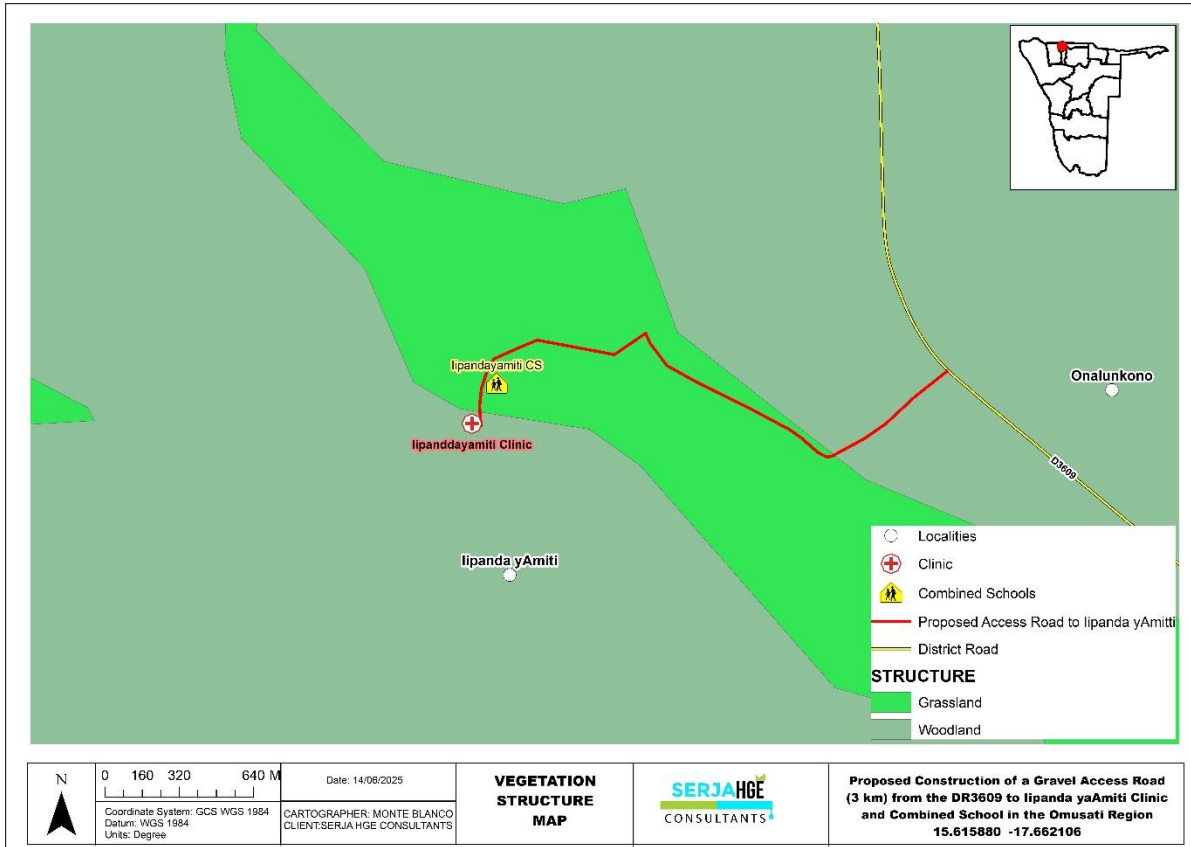 Iipandayamiti CS
Iipanddayamiti Clinic
Iipanda yAmiti
Onalunkono
D3609
Localities
Clinic
Combined Schools
Proposed Access Road to Iipanda yAmitti
District Road
STRUCTURE
Grassland
Woodland
N
0 160 320 640 M
Coordinate System: GCS WGS 1984
Datum: WGS 1984
Units: Degree
Date: 14/06/2025
CARTOGRAPHER: MONTE BLANCO
CLIENT:SERJA HGE CONSULTANTS
VEGETATION
STRUCTURE
MAP
SERJAHGE
CONSULTANTS
Proposed Construction of a Gravel Access Road
(3 km) from the DR3609 to Iipanda yaAmiti Clinic
and Combined School in the Omusati Region
15.615880 -17.662106